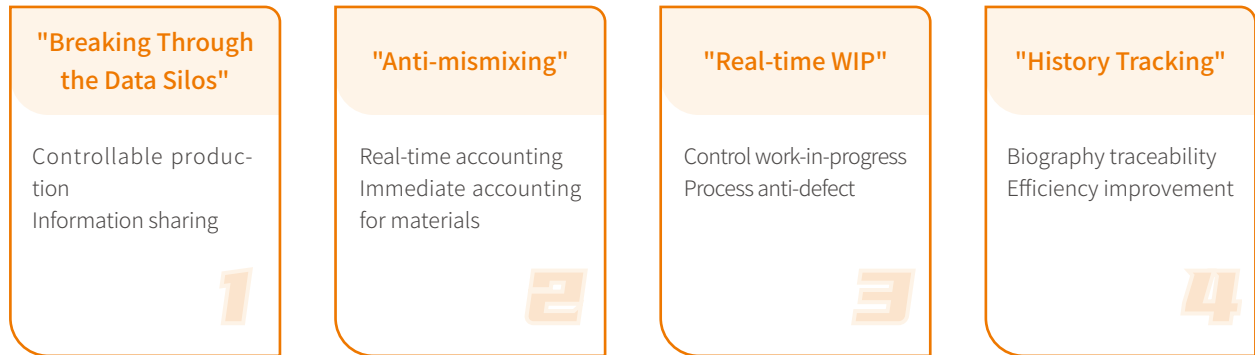 "Breaking Through
the Data Silos"
Controllable produc-
tion
Information sharing
1
"Anti-mismixing"
Real-time accounting
Immediate accounting
for materials
2
"Real-time WIP"
Control work-in-progress
Process anti-defect
3
"History Tracking"
Biography traceability
Efficiency improvement
4